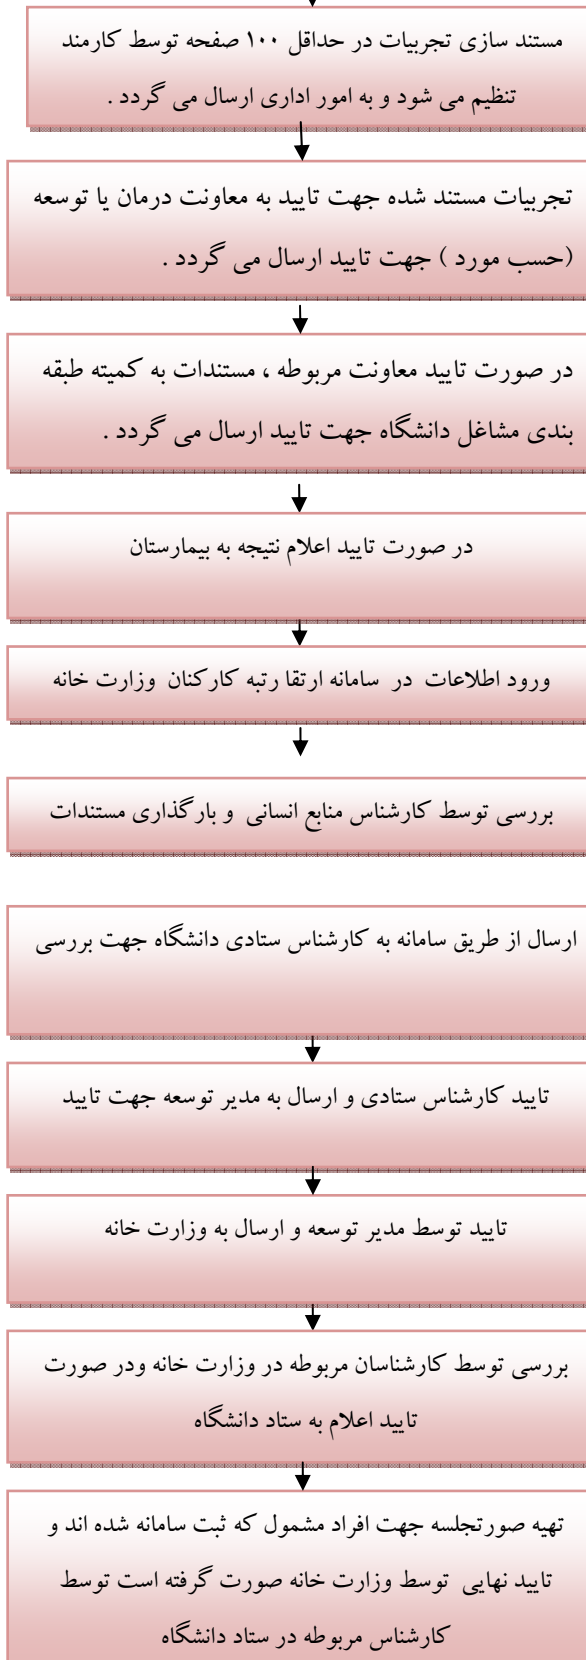 مستند سازی تجربیات در حداقل ۱۰۰ صفحه توسط کارمند
تنظیم می شود و به امور اداری ارسال می گردد .
تجربیات مستند شده جهت تایید به معاونت درمان یا توسعه
(حسب مورد ) جهت تایید ارسال می گردد .
در صورت تایید معاونت مربوطه ، مستندات به کمیته طبقه
بندی مشاغل دانشگاه جهت تایید ارسال می گردد .
در صورت تایید اعلام نتیجه به بیمارستان
ورود اطلاعات در سامانه ارتقا رتبه کارکنان وزارت خانه
بررسی توسط کارشناس منابع انسانی و بارگذاری مستندات
ارسال از طریق سامانه به کارشناس ستادی دانشگاه جهت بررسی
تایید کارشناس ستادی و ارسال به مدیر توسعه جهت تایید
تایید توسط مدیر توسعه و ارسال به وزارت خانه
بررسی توسط کارشناسان مربوطه در وزارت خانه ودر صورت
تایید اعلام به ستاد دانشگاه
تهیه صورتجلسه جهت افراد مشمول که ثبت سامانه شده اند و
تایید نهایی توسط وزارت خانه صورت گرفته است توسط
کارشناس مربوطه در ستاد دانشگاه